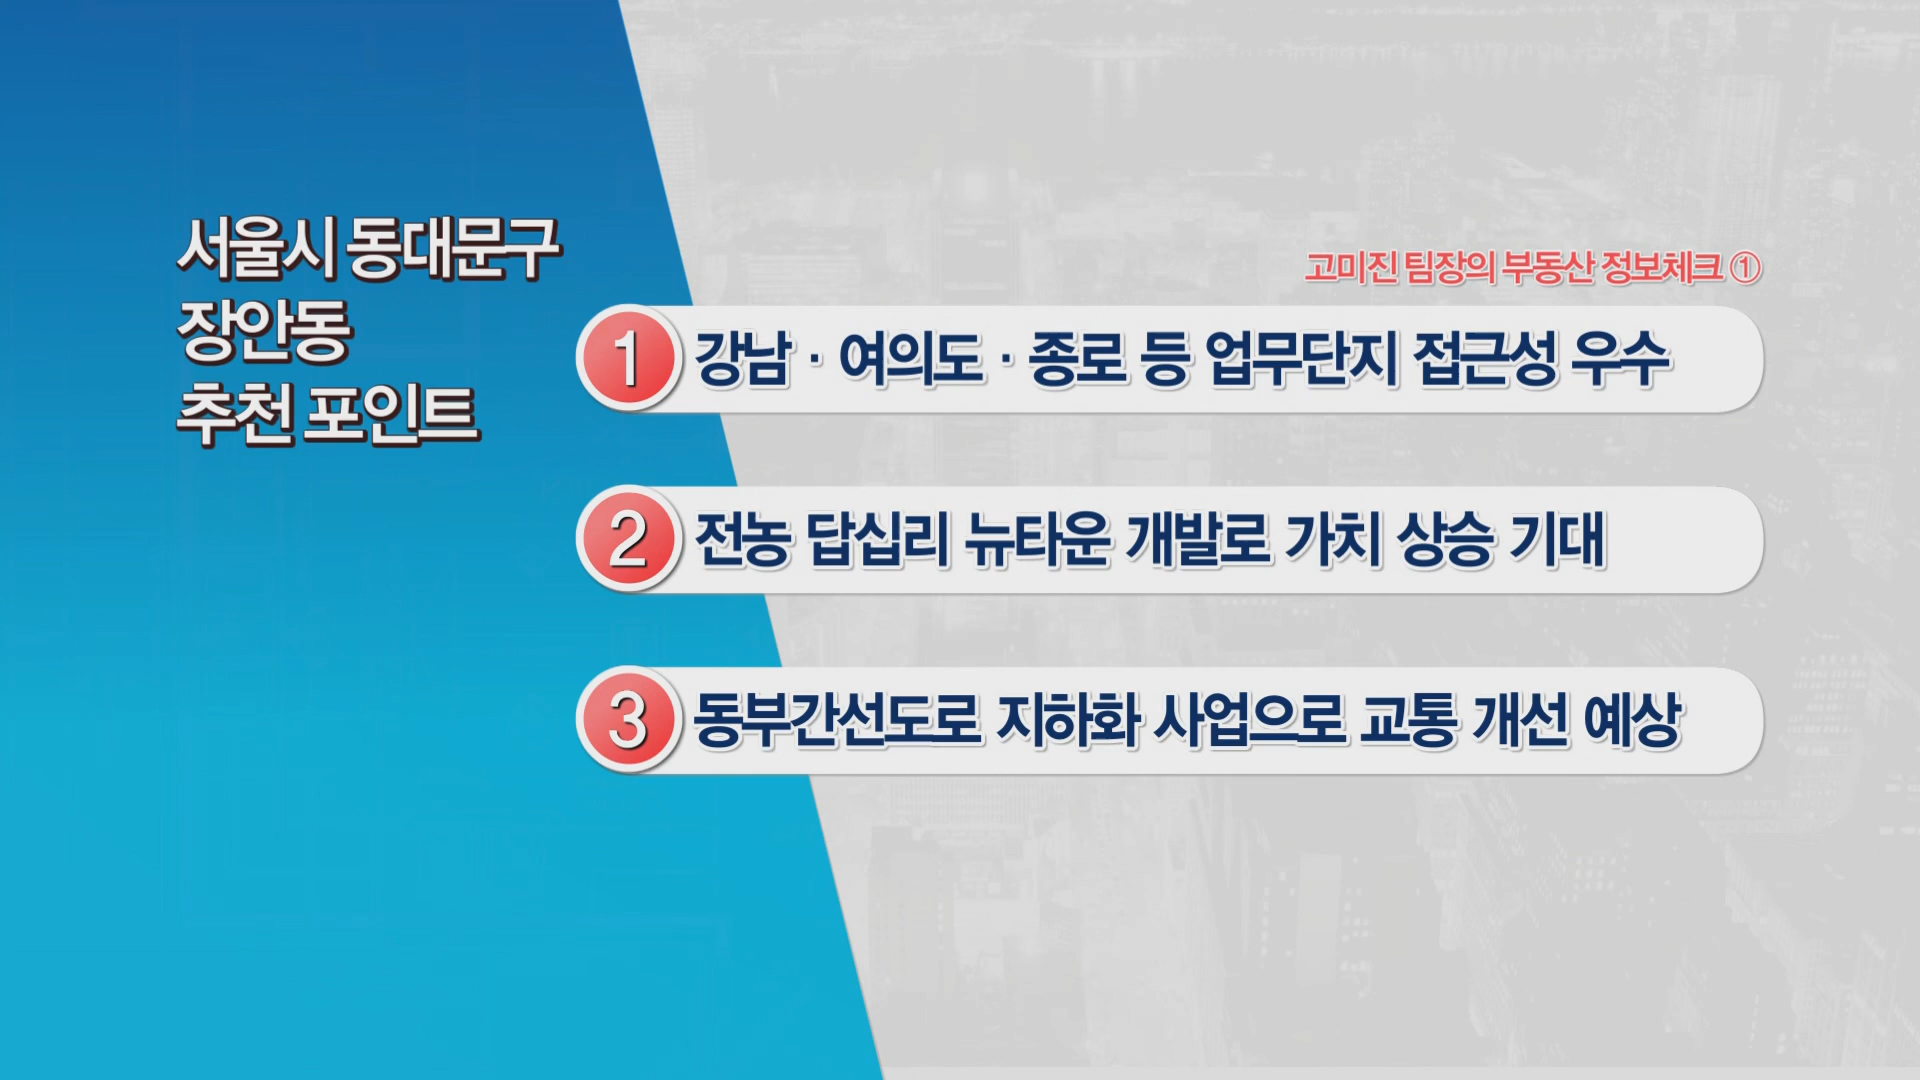 서울시 동대문구
장안동
추천 포인트
고미진 팀장의 부동산 정보체크 ①
1 강남 · 여의도 · 종로 등 업무단지 접근성 우수
2 전농 답십리 뉴타운 개발로 가치 상승 기대
3 동부간선도로 지하화 사업으로 교통 개선 예상